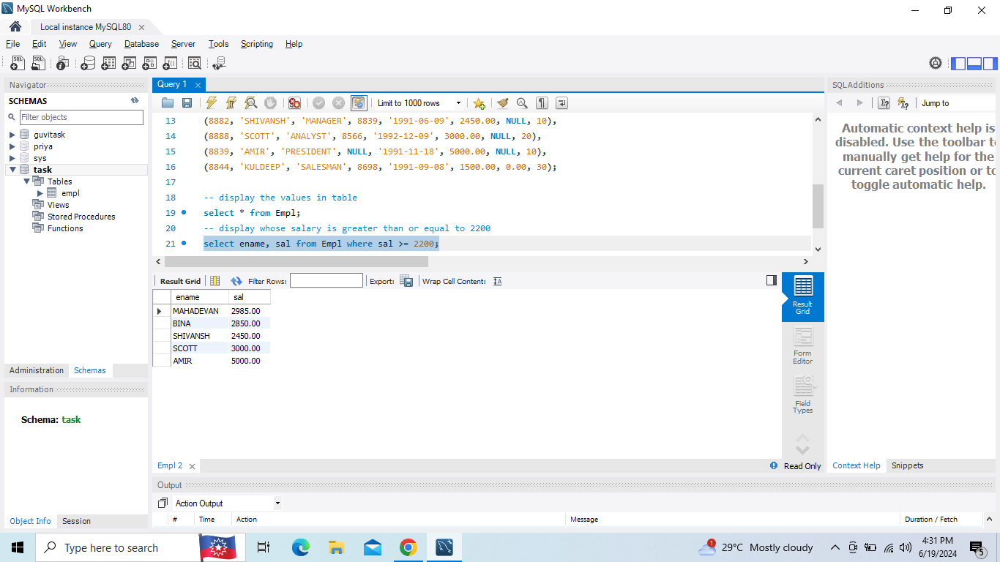 MySQL Workbench
Local instance MySQL80
File Edit View Query Database Server Tools Scripting Help
Navigator
SCHEMAS
Filter objects
guvitask
priya
sys
task
Tables
empl
Views
Stored Procedures
Functions
Administration Schemas
Information
Schema: task
Object Info Session
Query 1
Limit to 1000 rows
13 (8882, 'SHIVANSH', 'MANAGER', 8839, '1991-06-09', 2450.00, NULL, 10),
14 (8888, 'SCOTT', 'ANALYST', 8566, '1992-12-09', 3000.00, NULL, 20),
15 (8839, 'AMIR', 'PRESIDENT', NULL, '1991-11-18', 5000.00, NULL, 10),
16 (8844, 'KULDEEP', 'SALESMAN', 8698, '1991-09-08', 1500.00, 0.00, 30);
17
18 -- display the values in table
19 select * from Empl;
20 -- display whose salary is greater than or equal to 2200
21 select ename, sal from Empl where sal >= 2200;
Result Grid Filter Rows: Export: Wrap Cell Content:
ename sal
MAHADEVAN 2985.00
BINA 2850.00
SHIVANSH 2450.00
SCOTT 3000.00
AMIR 5000.00
Result
Grid
Form
Editor
Field
Types
Empl 2
Read Only
Output
Action Output
# Time Action Message Duration / Fetch
SQLAdditions
Jump to
Automatic context help is
disabled. Use the toolbar to
manually get help for the
current caret position or to
toggle automatic help.
Context Help Snippets
Type here to search
1
29°C Mostly cloudy
4:31 PM
6/19/2024
5